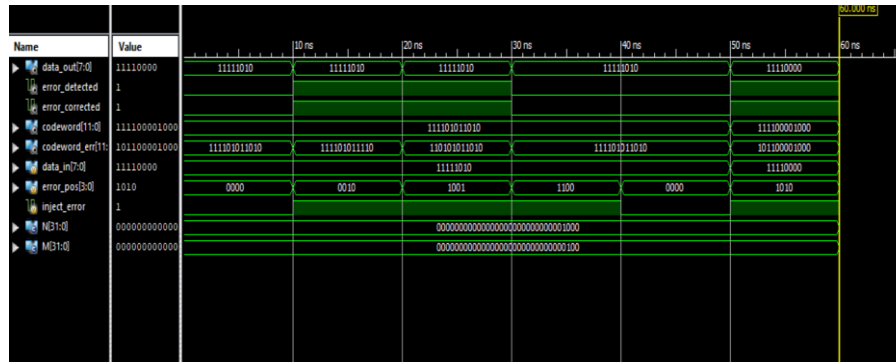 60.000 ns
Name Value 10 ns 20 ns 30 ns 40 ns 50 ns 60 ns
data_out[7:0] 11110000 11111010 11111010 11111010 11111010 11110000
error_detected 1
error_corrected 1
codeword[11:0] 111100001000 111101011010 111100001000
codeword_err[11: 101100001000 111101011010 111101011110 110101011010 111101011010 101100001000
data_in[7:0] 11110000 11111010 11110000
error_pos[3:0] 1010 0000 0010 1001 1100 0000 1010
inject_error 1
N[31:0] 000000000000 00000000000000000000000000001000
M[31:0] 000000000000 00000000000000000000000000000100